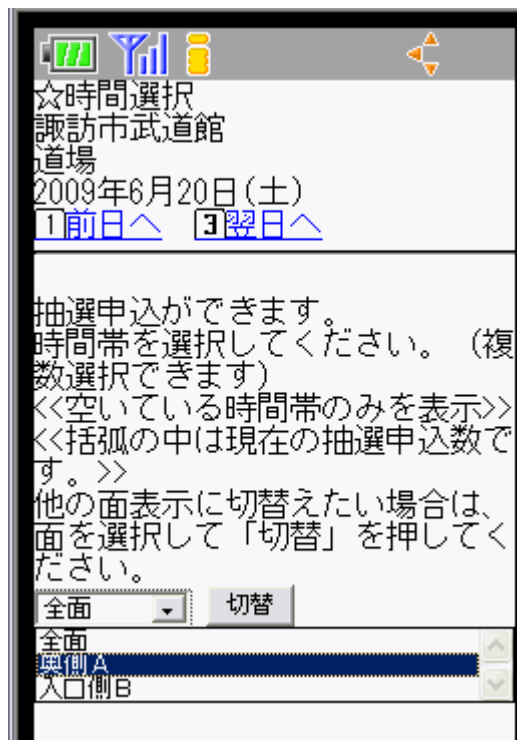 ☆時間選択
諏訪市武道館
道場
2009年6月20日(土)
1前日へ 3翌日へ
抽選申込ができます。
時間帯を選択してください。(複
数選択できます)
<<空いている時間帯のみを表示>>
<<括弧の中は現在の抽選申込数で
す。>>
他の面表示に切替えたい場合は、
面を選択して「切替」を押してく
ださい。
全面 切替
全面
奥側A
入口側B